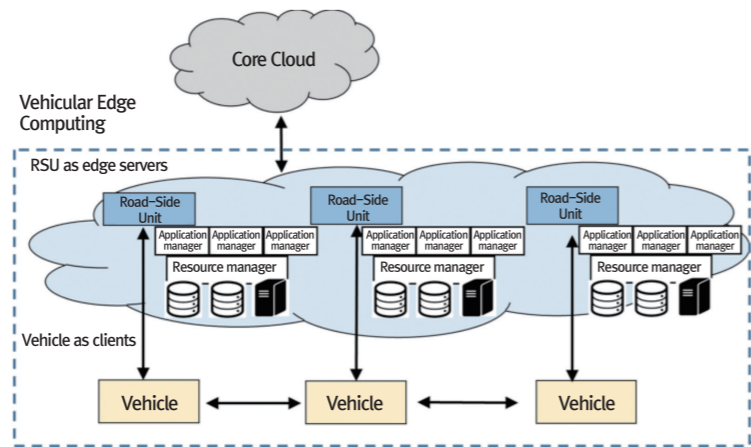 Core Cloud
Vehicular Edge
Computing
RSU as edge servers
Road-Side
Unit
Road-Side
Unit
Road-Side
Unit
Application
manager
Application
manager
Application
manager
Application
manager
Application
manager
Application
manager
Application
manager
Application
manager
Application
manager
Resource manager
Resource manager
Resource manager
Vehicle as clients
Vehicle
Vehicle
Vehicle